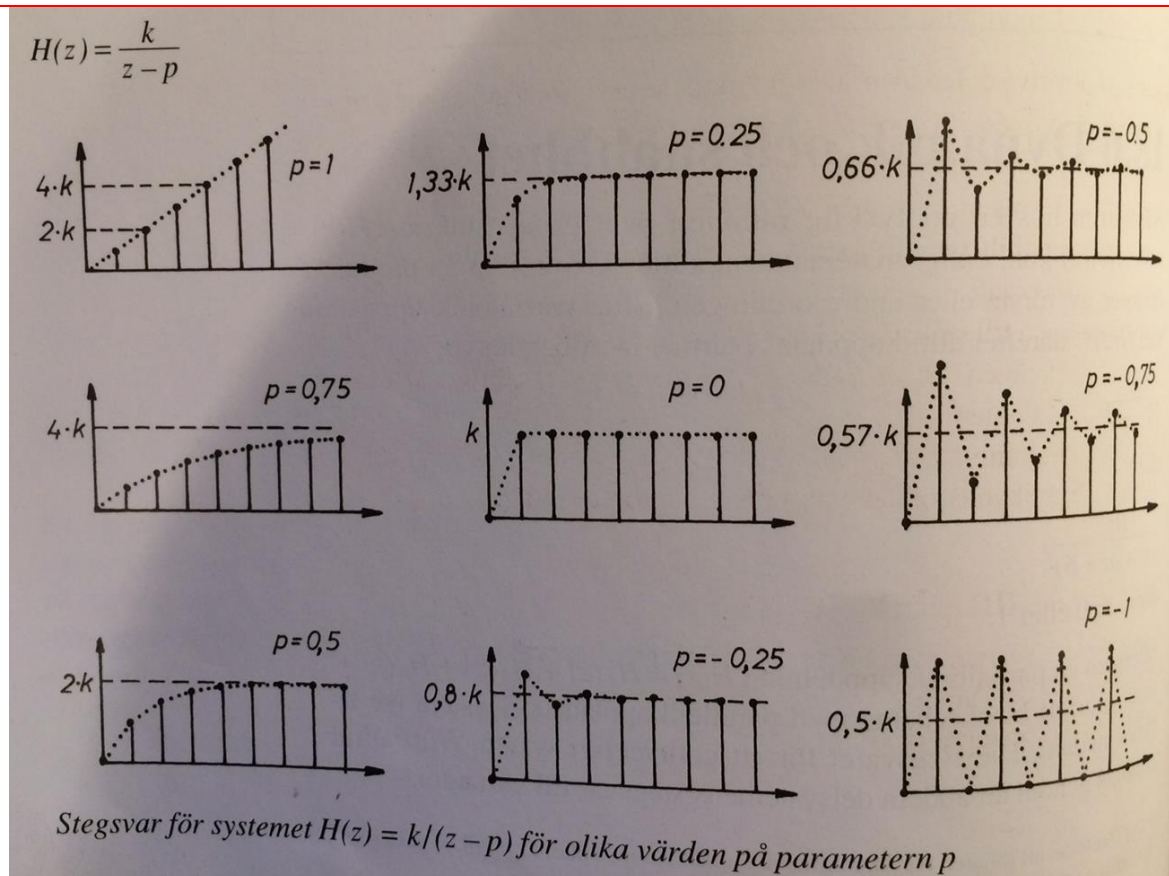 H(z) = k / (z − p)
p=1
4·k
2·k
p=0.25
1,33·k
p=-0.5
0,66·k
p=0,75
4·k
p=0
k
p=-0,75
0,57·k
p=0,5
2·k
p=-0,25
0,8·k
p=-1
0,5·k
Stegsvar för systemet H(z) = k/(z − p) för olika värden på parametern p